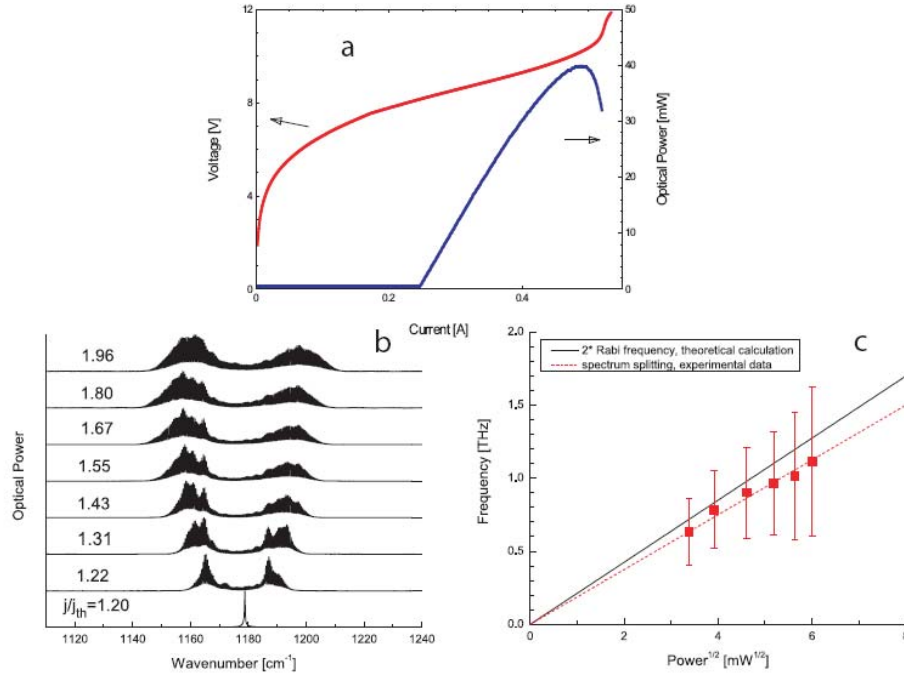 a
12
8
4
0
Voltage [V]
50
40
30
20
10
0
Optical Power [mW]
0
0.2
0.4
Current [A]
b
1.96
1.80
1.67
1.55
1.43
1.31
1.22
j/jth=1.20
Optical Power
1120 1140 1160 1180 1200 1220 1240
Wavenumber [cm-1]
c
2* Rabi frequency, theoretical calculation
spectrum splitting, experimental data
2.0
1.5
1.0
0.5
0.0
Frequency [THz]
0 2 4 6 8
Power1/2 [mW1/2]